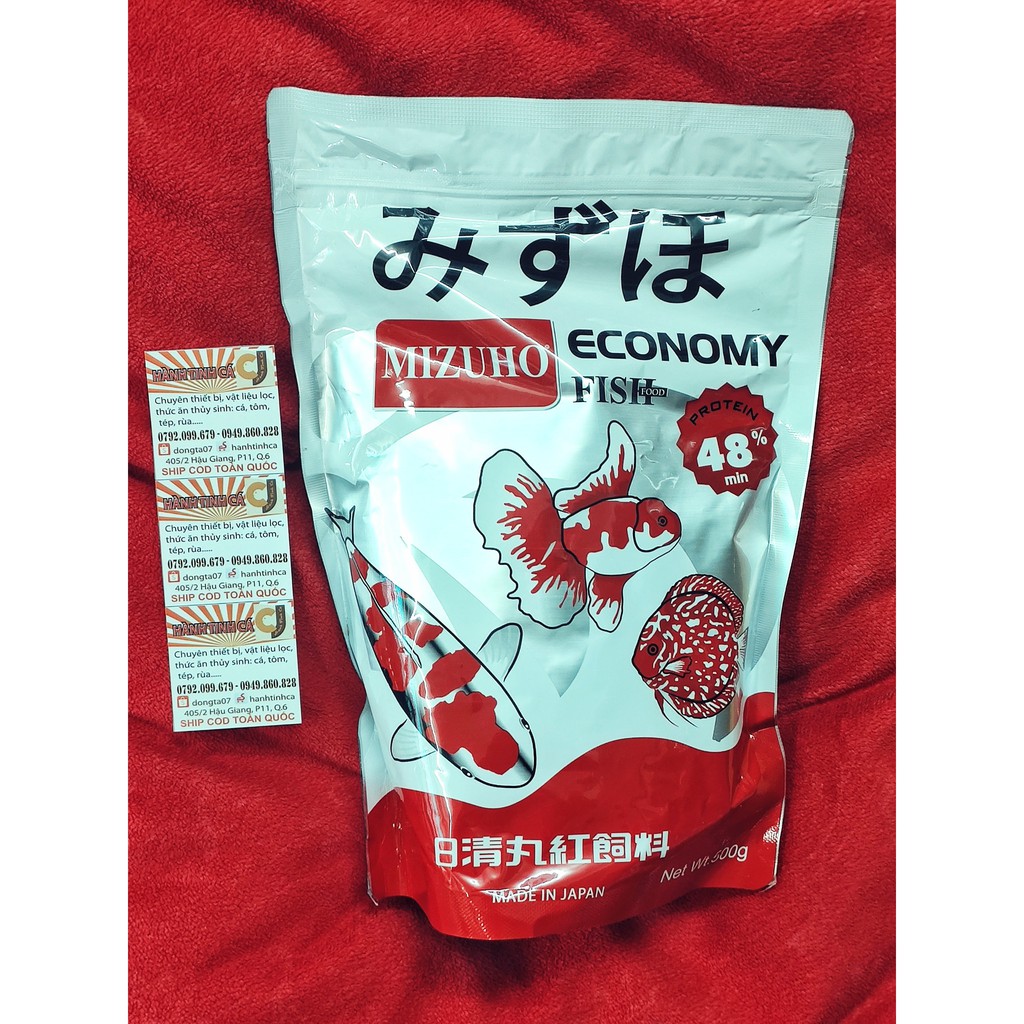 みずほ
MIZUHO
ECONOMY
FISH
FOOD
PROTEIN
48%
min
日清丸紅飼料
Net Wt.500g
MADE IN JAPAN
HÀNH TINH CÁ
CJ
Chuyên thiết bị, vật liệu lọc,
thức ăn thủy sinh: cá, tôm,
tép, rùa.....
0792.099.679 - 0949.860.828
dongta07 hanhtinhca
405/2 Hậu Giang, P11, Q.6
SHIP COD TOÀN QUỐC
HÀNH TINH CÁ
CJ
Chuyên thiết bị, vật liệu lọc,
thức ăn thủy sinh: cá, tôm,
tép, rùa.....
0792.099.679 - 0949.860.828
dongta07 hanhtinhca
405/2 Hậu Giang, P11, Q.6
SHIP COD TOÀN QUỐC
HÀNH TINH CÁ
CJ
Chuyên thiết bị, vật liệu lọc,
thức ăn thủy sinh: cá, tôm,
tép, rùa.....
0792.099.679 - 0949.860.828
dongta07 hanhtinhca
405/2 Hậu Giang, P11, Q.6
SHIP COD TOÀN QUỐC